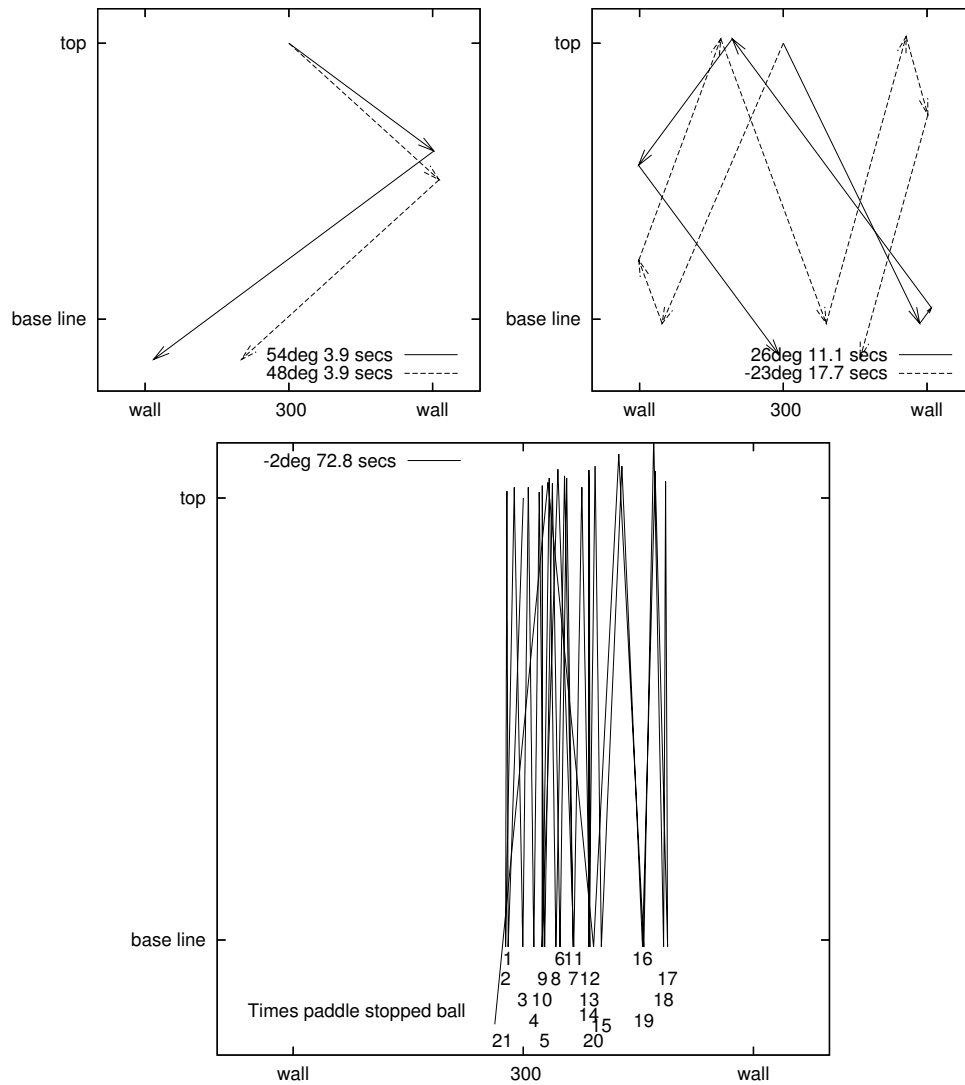 top
base line
54deg 3.9 secs
48deg 3.9 secs
wall 300 wall
top
base line
26deg 11.1 secs
-23deg 17.7 secs
wall 300 wall
-2deg 72.8 secs
top
base line
1 6 11 16
2 9 8 7 12 17
3 10 13 18
Times paddle stopped ball
4 14 15 19
21 5 20
wall 300 wall